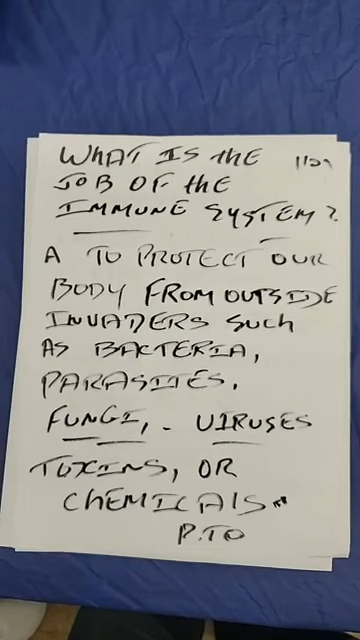 WHAT IS the
JOB OF the
IMMUNE SYSTEM?
A TO PROTECT OUR
BODY FROM OUTSIDE
INVADERS SUCH
AS BACTERIA,
PARASITES.
FUNGI, - VIRUSES
TOXINS, OR
CHEMICALS
P.TO